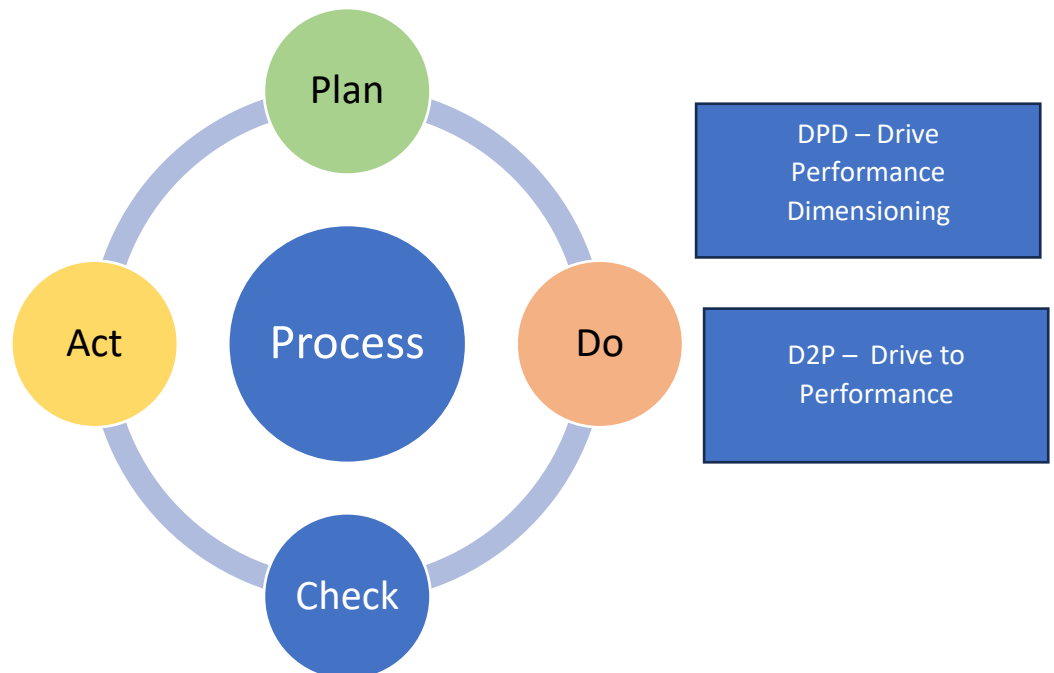 Plan
DPD – Drive
Performance
Dimensioning
Act
Process
Do
D2P –  Drive to
Performance
Check